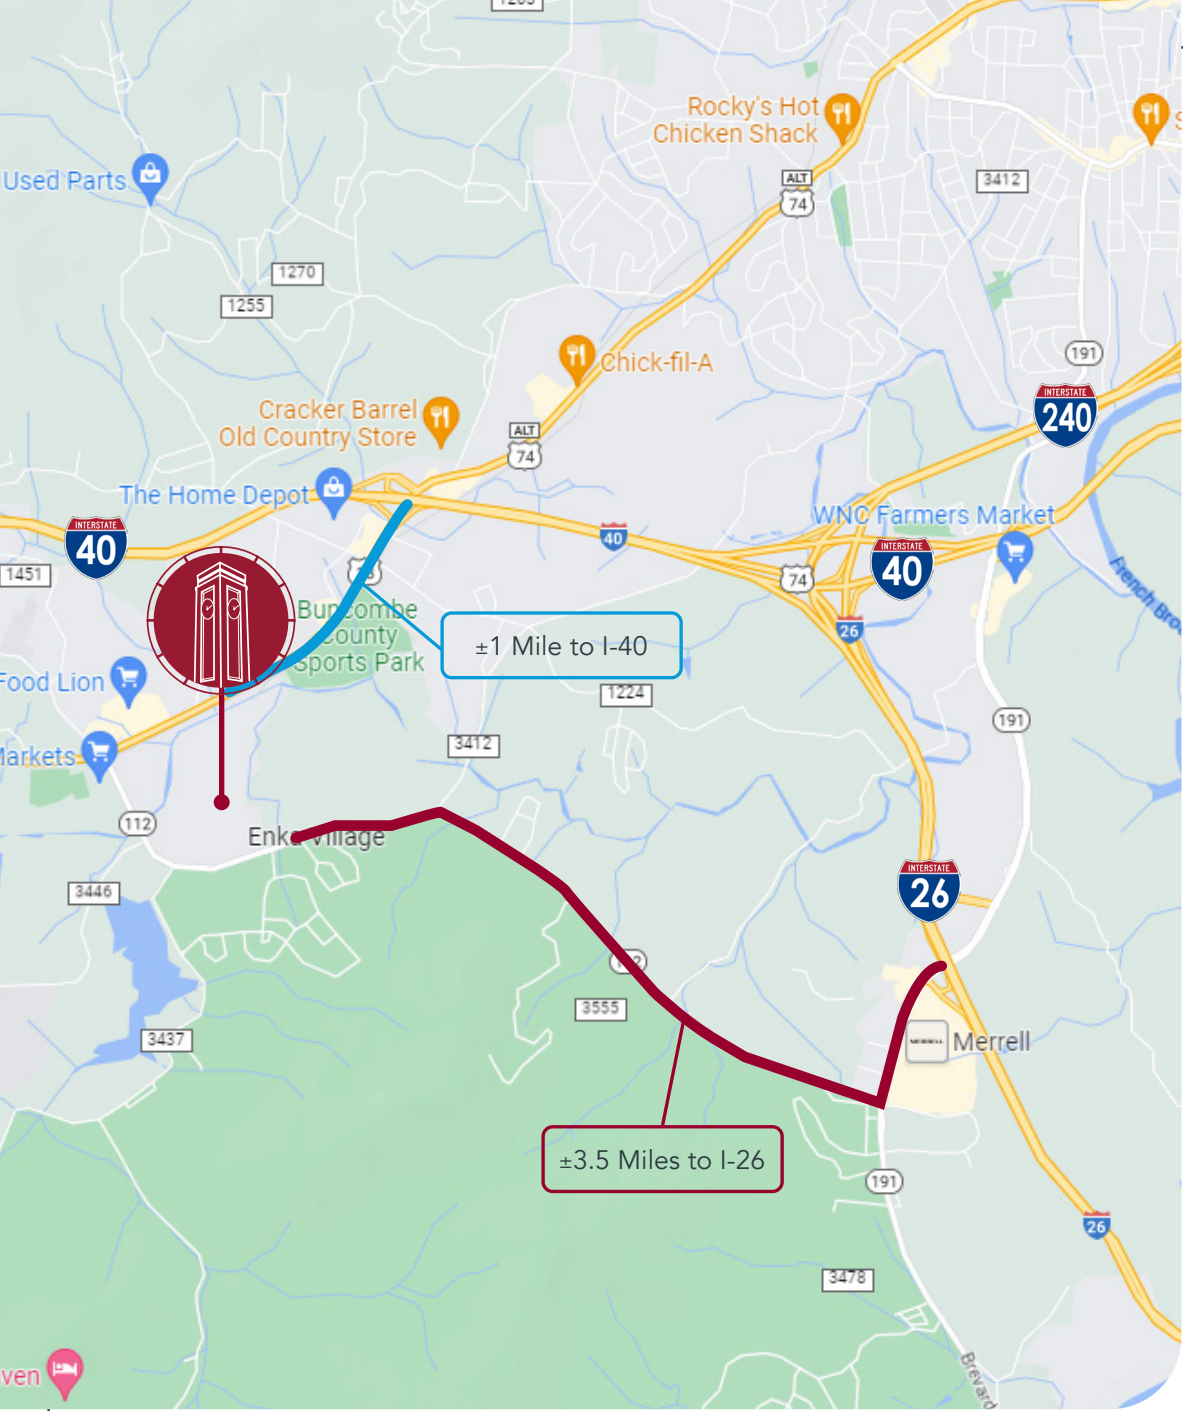 Rocky's Hot
Chicken Shack
ALT
74
3412
Used Parts
1270
1255
191
Chick-fil-A
INTERSTATE
240
Cracker Barrel
Old Country Store
ALT
74
The Home Depot
WNC Farmers Market
INTERSTATE
40
40
INTERSTATE
40
1451
74
French
Buncombe
County
Sports Park
26
±1 Mile to I-40
Food Lion
1224
191
3412
Markets
112
Enka Village
INTERSTATE
26
3446
3555
3437
MERRELL
Merrell
±3.5 Miles to I-26
191
26
3478
Brevard
ven